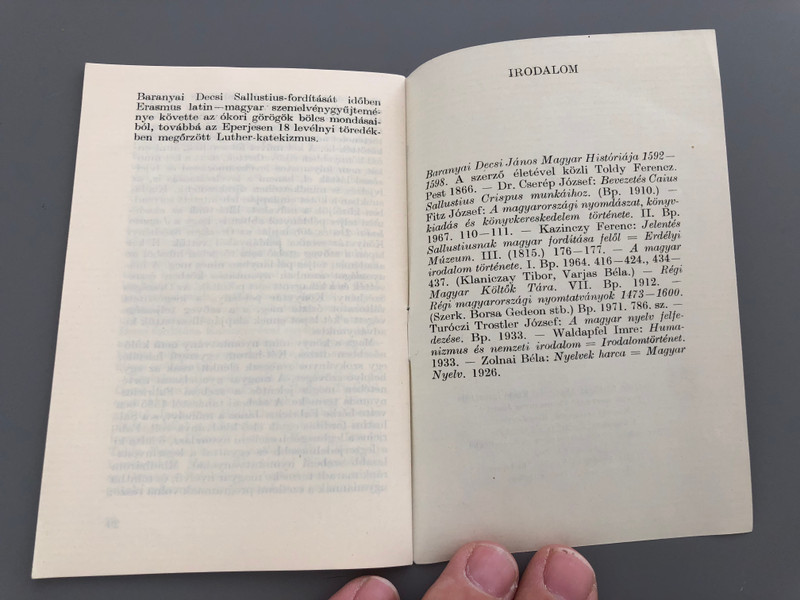 Baranyai Decsi Sallustius-fordítását időben
Erasmus latin—magyar szemelvénygyűjtemé-
nye követte az ókori görögök bölcs mondásai-
ból, továbbá az Eperjesen 18 levélnyi töredék-
ben megőrzött Luther-katekizmus.
IRODALOM
Baranyai Decsi János Magyar Históriája 1592—
1598. A szerző életével közli Toldy Ferencz.
Pest 1866. — Dr. Cserép József: Bevezetés Caius
Sallustius Crispus munkáihoz. (Bp. 1910.) —
Fitz József: A magyarországi nyomdászat, könyv-
kiadás és könyvkereskedelem története. II. Bp.
1967. 110—111. — Kazinczy Ferenc: Jelentés
Sallustiusnak magyar fordítása felől = Erdélyi
Múzeum. III. (1815.) 176—177. — A magyar
irodalom története. I. Bp. 1964. 416—424., 434—
437. (Klaniczay Tibor, Varjas Béla.) — Régi
Magyar Költők Tára. VII. Bp. 1912. —
Régi magyarországi nyomtatványok 1473—1600.
(Szerk. Borsa Gedeon stb.) Bp. 1971. 786. sz. —
Turóczi Trostler József: A magyar nyelv felfe-
dezése. Bp. 1933. — Waldapfel Imre: Huma-
nizmus és nemzeti irodalom = Irodalomtörténet.
1933. — Zolnai Béla: Nyelvek harca = Magyar
Nyelv. 1926.